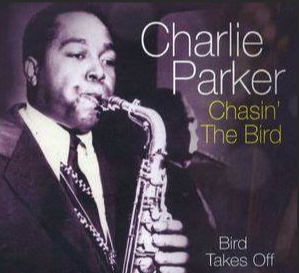 Charlie
Parker
Chasin'
The Bird
Bird
Takes Off